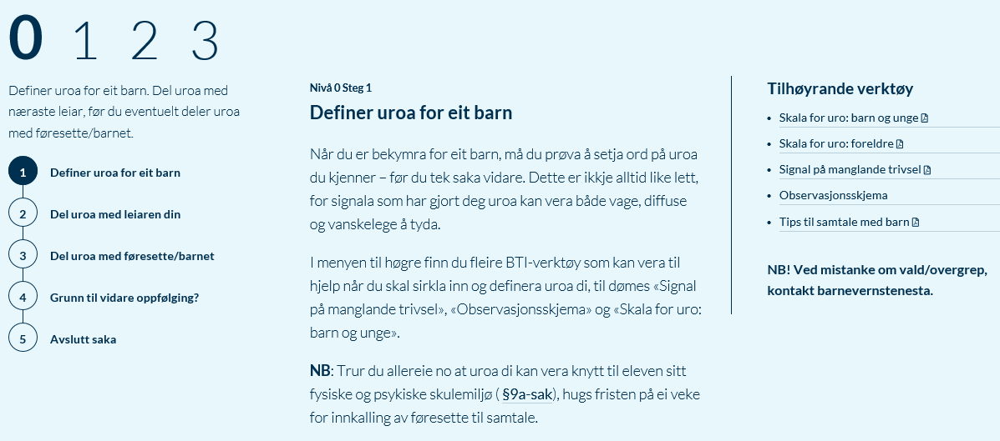 0 1 2 3
Definer uroa for eit barn. Del uroa med
næraste leiar, før du eventuelt deler uroa
med føresette/barnet.
1 Definer uroa for eit barn
2 Del uroa med leiaren din
3 Del uroa med føresette/barnet
4 Grunn til vidare oppfølging?
5 Avslutt saka
Nivå 0 Steg 1
Definer uroa for eit barn
Når du er bekymra for eit barn, må du prøva å setja ord på uroa
du kjenner – før du tek saka vidare. Dette er ikkje alltid like lett,
for signala som har gjort deg uroa kan vera både vage, diffuse
og vanskelege å tyda.
I menyen til høgre finn du fleire BTI-verktøy som kan vera til
hjelp når du skal sirkla inn og definera uroa di, til dømes «Signal
på manglande trivsel», «Observasjonsskjema» og «Skala for uro:
barn og unge».
NB: Trur du allereie no at uroa di kan vera knytt til eleven sitt
fysiske og psykiske skulemiljø ( §9a-sak), hugs fristen på ei veke
for innkalling av føresette til samtale.
Tilhøyrande verktøy
• Skala for uro: barn og unge
• Skala for uro: foreldre
• Signal på manglande trivsel
• Observasjonsskjema
• Tips til samtale med barn
NB! Ved mistanke om vald/overgrep,
kontakt barnevernstenesta.